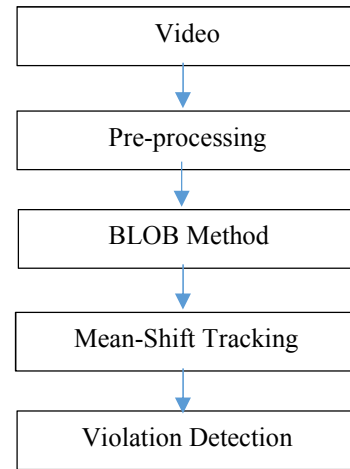 Video
Pre-processing
BLOB Method
Mean-Shift Tracking
Violation Detection